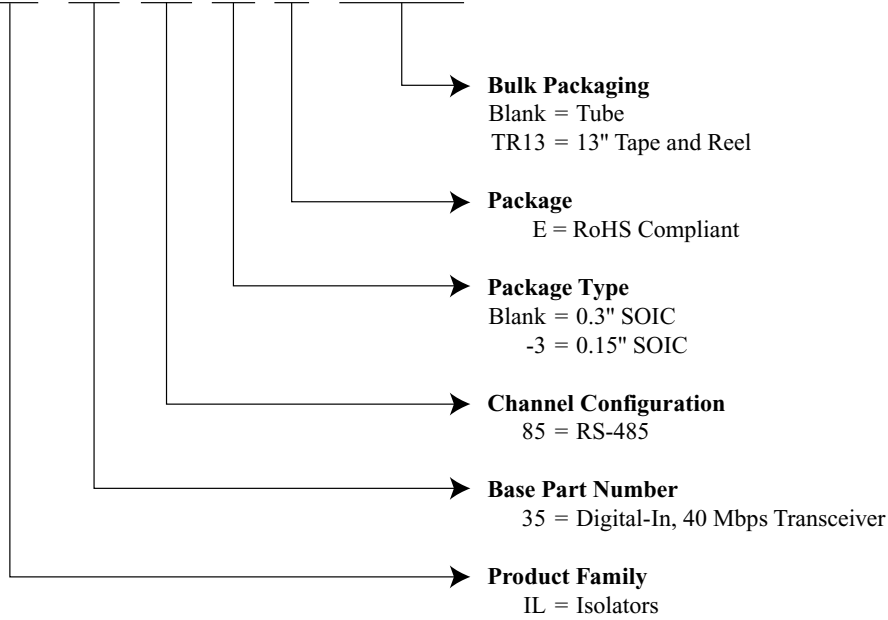 Bulk Packaging
Blank = Tube
TR13 = 13" Tape and Reel
Package
E = RoHS Compliant
Package Type
Blank = 0.3" SOIC
-3 = 0.15" SOIC
Channel Configuration
85 = RS-485
Base Part Number
35 = Digital-In, 40 Mbps Transceiver
Product Family
IL = Isolators